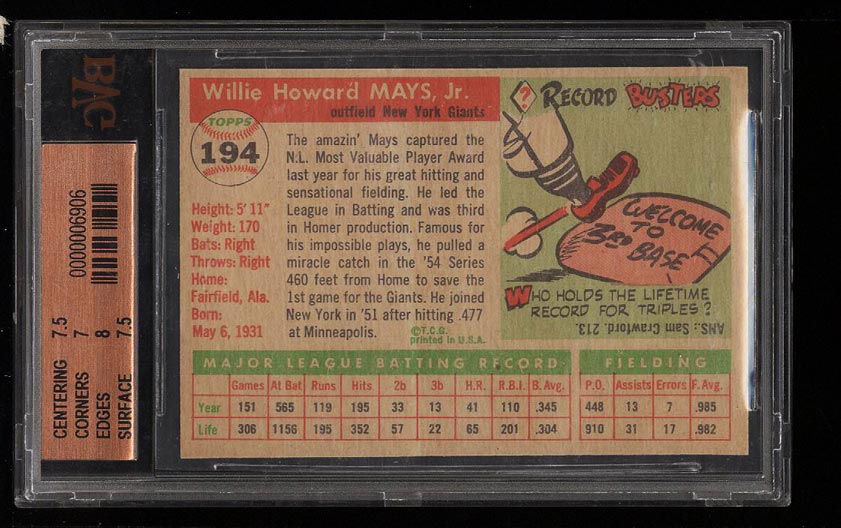 BVG
0000006906
CENTERING 7.5
CORNERS 7
EDGES 8
SURFACE 7.5
Willie Howard MAYS, Jr.
outfield New York Giants
TOPPS
194
Height: 5' 11"
Weight: 170
Bats: Right
Throws: Right
Home:
Fairfield, Ala.
Born:
May 6, 1931
The amazin' Mays captured the
N.L. Most Valuable Player Award
last year for his great hitting and
sensational fielding. He led the
League in Batting and was third
in Homer production. Famous for
his impossible plays, he pulled a
miracle catch in the '54 Series
460 feet from Home to save the
1st game for the Giants. He joined
New York in '51 after hitting .477
at Minneapolis.
©T.C.G.
printed in U.S.A.
? RECORD BUSTERS
WELCOME
TO
3RD BASE
WHO HOLDS THE LIFETIME
RECORD FOR TRIPLES?
ANS.: Sam Crawford. 213.
MAJOR LEAGUE BATTING RECORD FIELDING
Games At Bat Runs Hits 2b 3b H.R. R.B.I. B. Avg. P.O. Assists Errors F. Avg.
Year 151 565 119 195 33 13 41 110 .345 448 13 7 .985
Life 306 1156 195 352 57 22 65 201 .304 910 31 17 .982